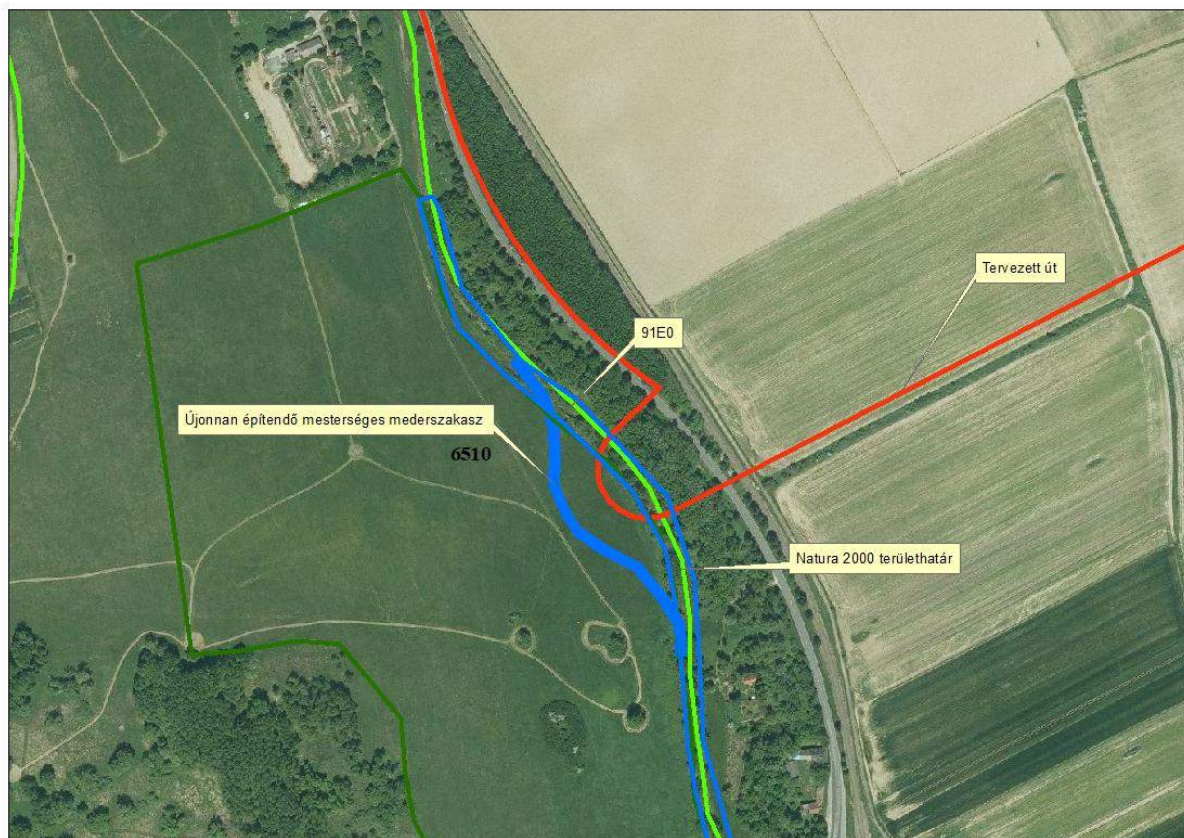 Tervezett út
91E0
Újonnan építendő mesterséges mederszakasz
6510
Natura 2000 területhatár